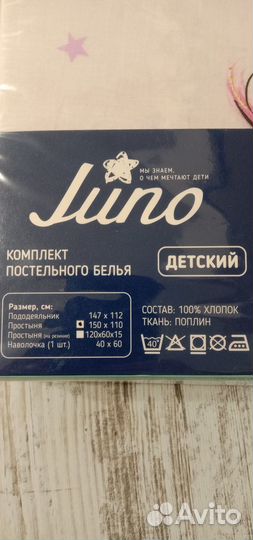 МЫ ЗНАЕМ,
О ЧЕМ МЕЧТАЮТ ДЕТИ
Juno
КОМПЛЕКТ
ПОСТЕЛЬНОГО БЕЛЬЯ
ДЕТСКИЙ
Размер, см:
Пододеяльник 147 x 112
Простыня 150 x 110
Простыня (на резинке) 120x60x15
Наволочка (1 шт.) 40 x 60
СОСТАВ: 100% ХЛОПОК
ТКАНЬ: ПОПЛИН
40°
Avito